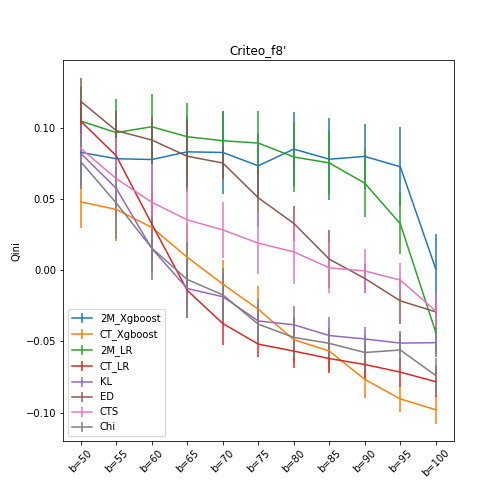 Criteo_f8'
Qini
0.10
0.05
0.00
−0.05
−0.10
2M_Xgboost
CT_Xgboost
2M_LR
CT_LR
KL
ED
CTS
Chi
b=50
b=55
b=60
b=65
b=70
b=75
b=80
b=85
b=90
b=95
b=100